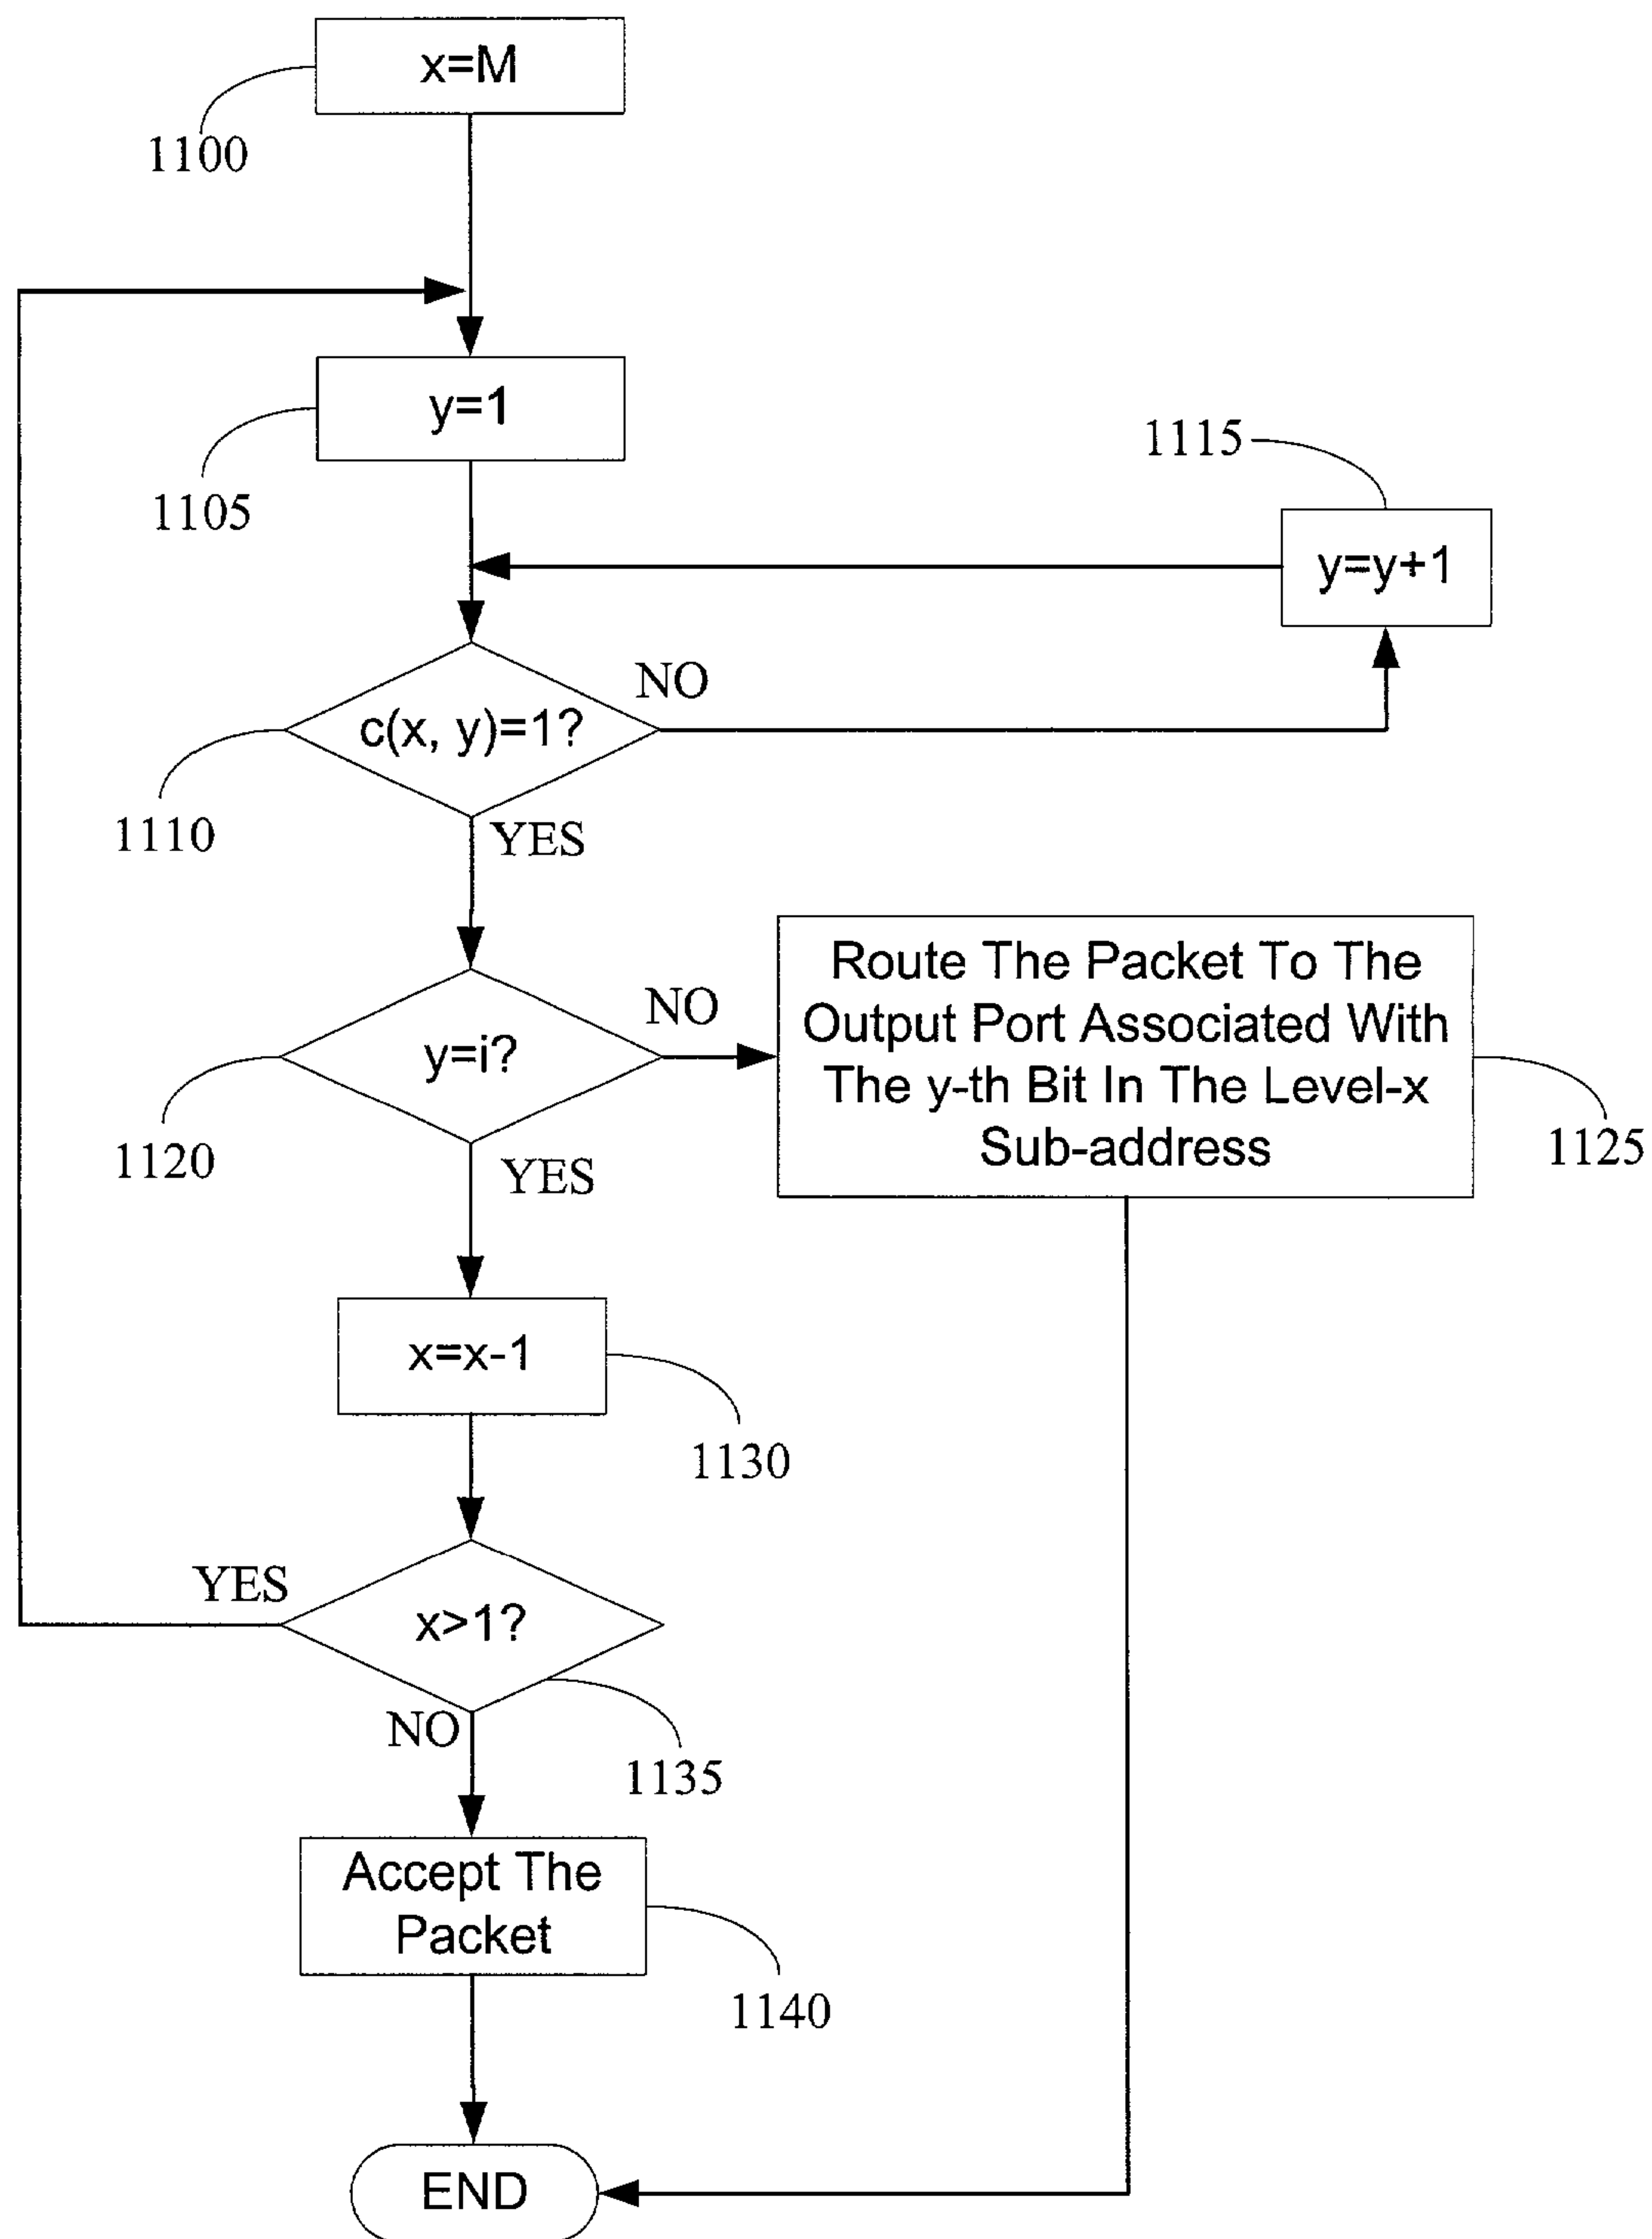 x=M
1100
y=1
1105
1115
y=y+1
c(x, y)=1?
NO
1110
YES
y=i?
NO
1120
YES
Route The Packet To The
Output Port Associated With
The y-th Bit In The Level-x
Sub-address
1125
x=x-1
1130
x>1?
YES
NO
1135
Accept The
Packet
1140
END